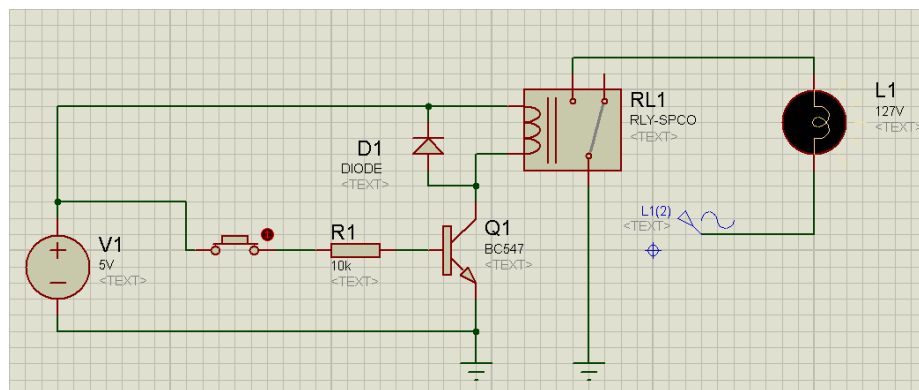 RL1
RLY-SPCO
<TEXT>
L1
127V
<TEXT>
D1
DIODE
<TEXT>
L1(2)
<TEXT>
V1
5V
<TEXT>
R1
10k
<TEXT>
Q1
BC547
<TEXT>